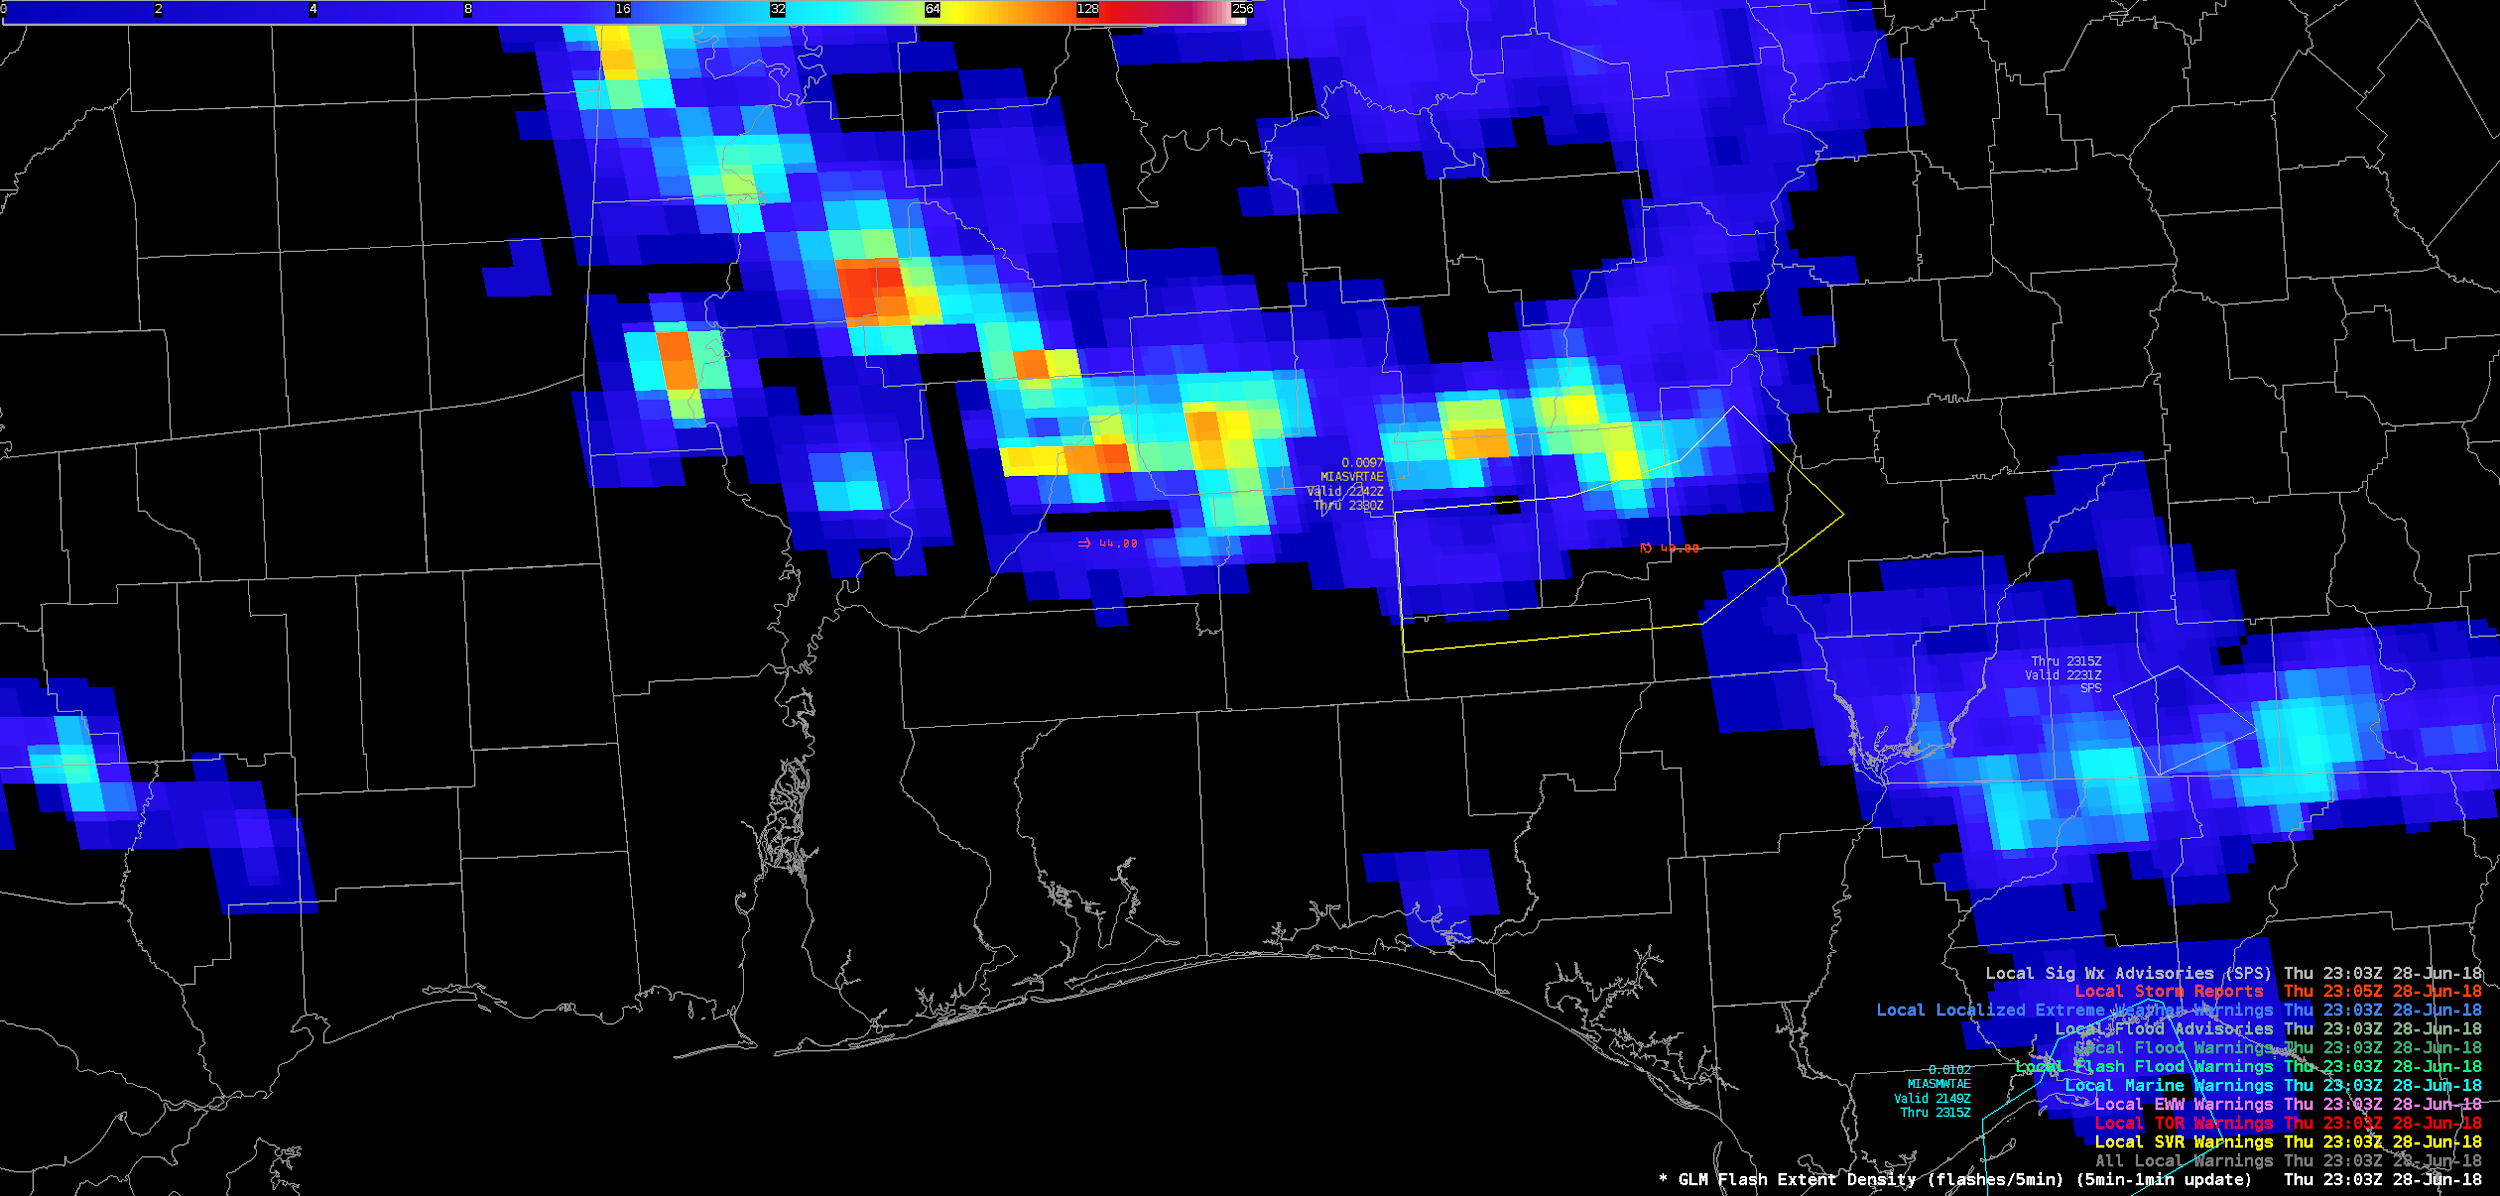 0 2 4 8 16 32 64 128 256
O.0097
MIASVRTAE
Valid 2242Z
Thru 2330Z
44.00
40.00
Thru 2315Z
Valid 2231Z
SPS
Local Sig Wx Advisories (SPS) Thu 23:03Z 28-Jun-18
Local Storm Reports Thu 23:05Z 28-Jun-18
Local Localized Extreme Weather Warnings Thu 23:03Z 28-Jun-18
Local Flood Advisories Thu 23:03Z 28-Jun-18
Local Flood Warnings Thu 23:03Z 28-Jun-18
Local Flash Flood Warnings Thu 23:03Z 28-Jun-18
O.0102
MIASMWTAE
Valid 2149Z
Thru 2315Z
Local Marine Warnings Thu 23:03Z 28-Jun-18
Local EWW Warnings Thu 23:03Z 28-Jun-18
Local TOR Warnings Thu 23:03Z 28-Jun-18
Local SVR Warnings Thu 23:03Z 28-Jun-18
All Local Warnings Thu 23:03Z 28-Jun-18
* GLM Flash Extent Density (flashes/5min) (5min-1min update) Thu 23:03Z 28-Jun-18